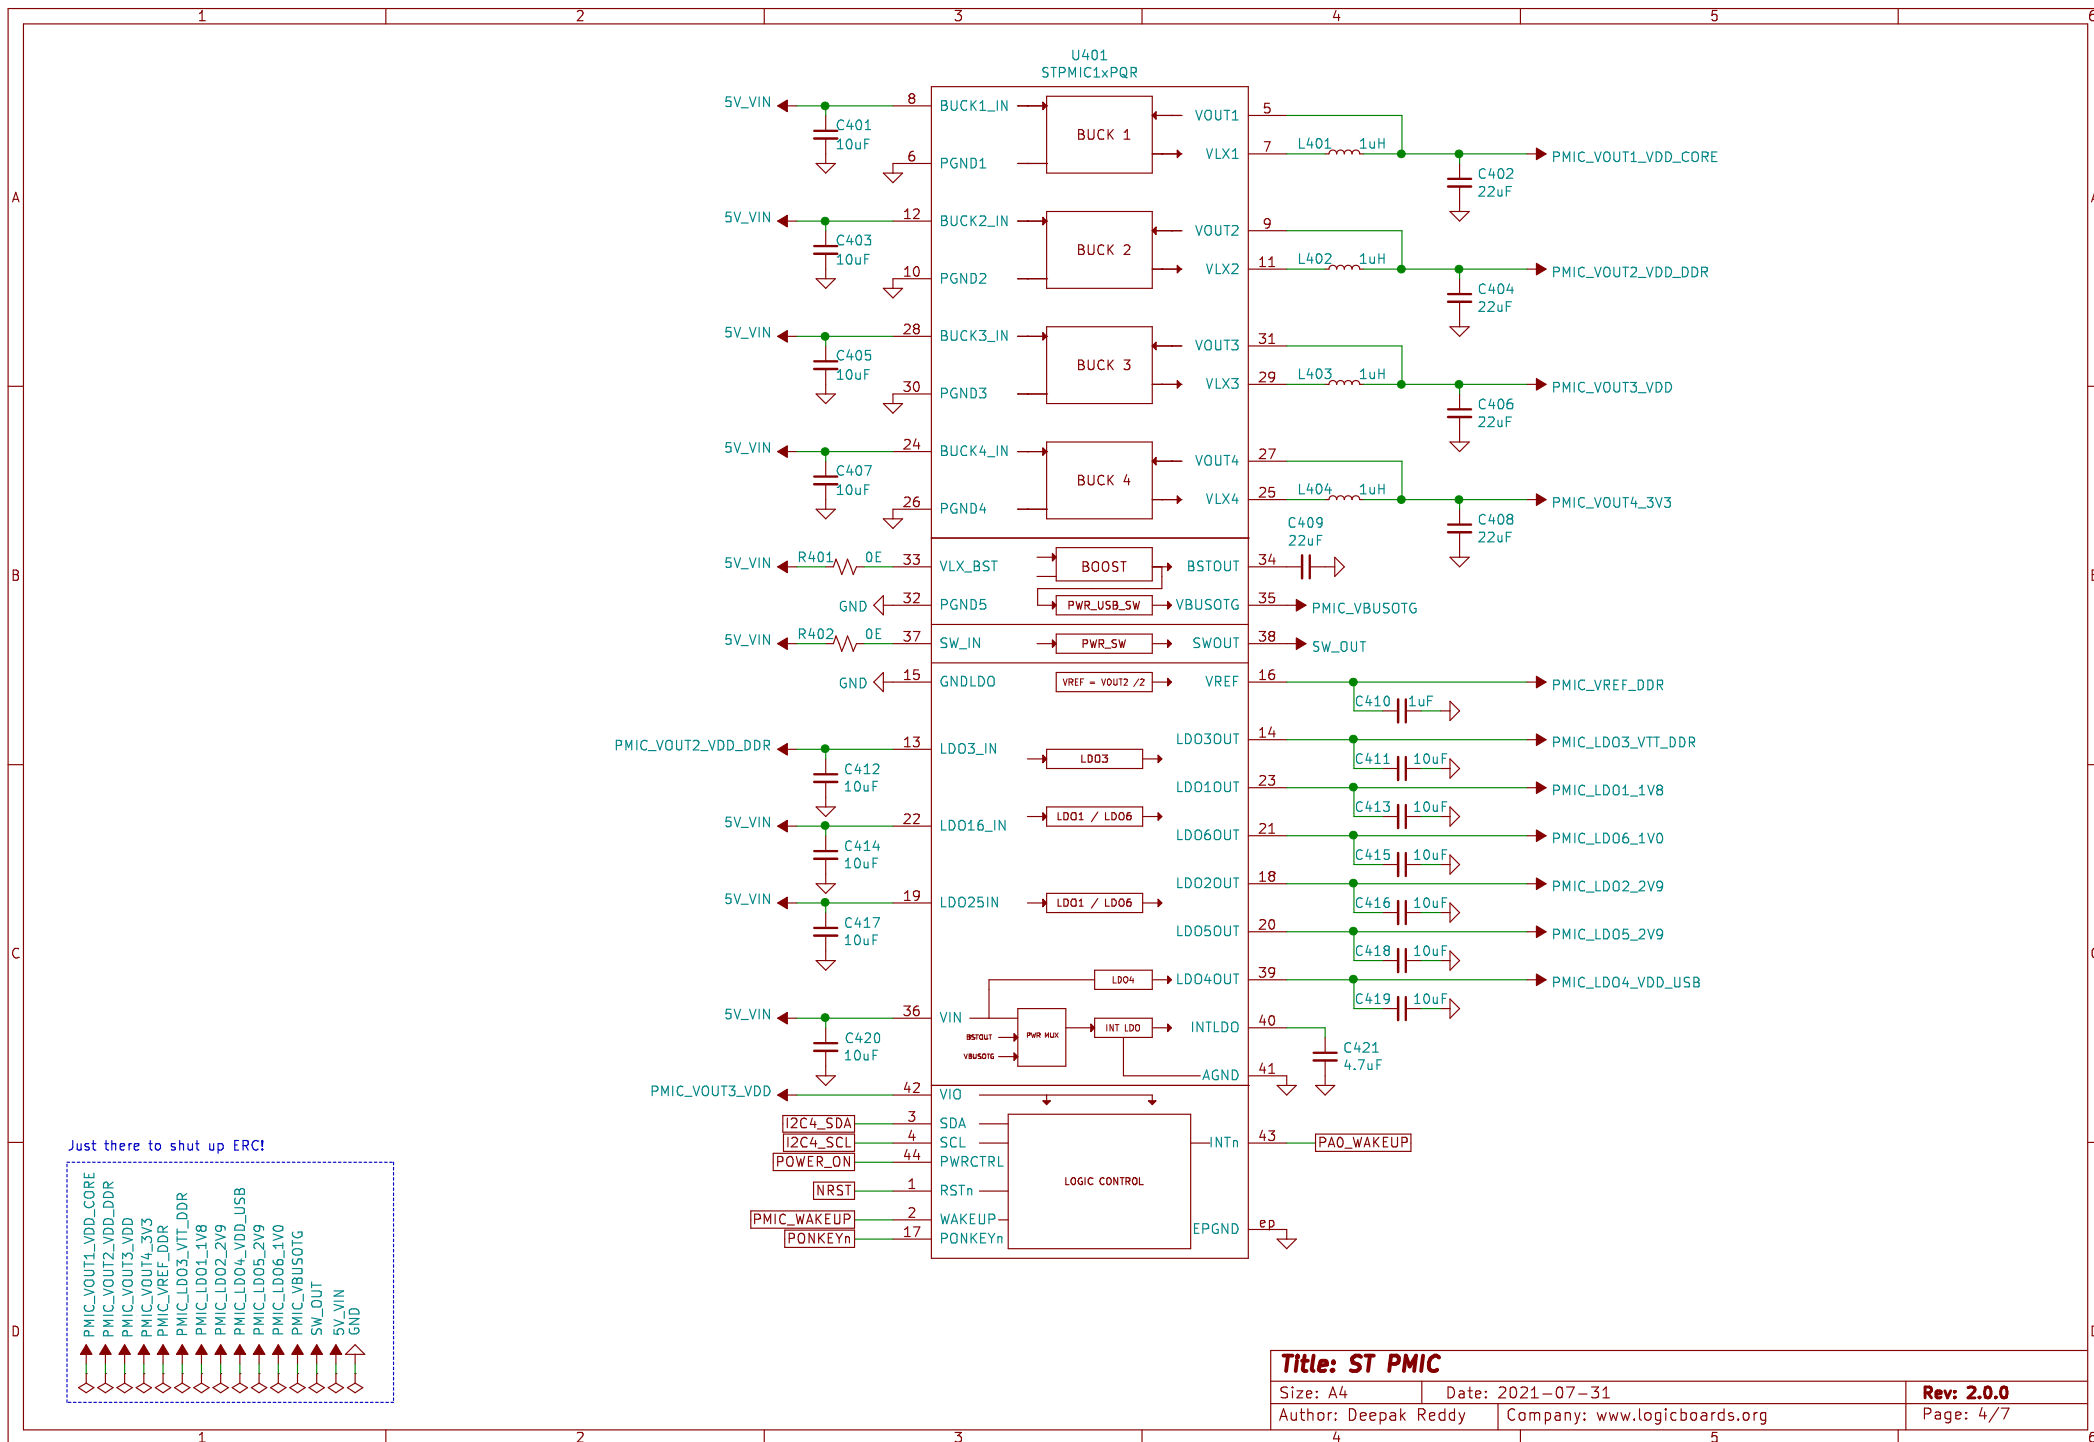 1 2 3 4 5 6
U401
STPMIC1xPQR
5V_VIN 8 BUCK1_IN BUCK 1 VOUT1 5
C401
10uF
6 PGND1 VLX1 7 L401 1uH PMIC_VOUT1_VDD_CORE
C402
22uF
A
5V_VIN 12 BUCK2_IN BUCK 2 VOUT2 9
C403
10uF
10 PGND2 VLX2 11 L402 1uH PMIC_VOUT2_VDD_DDR
C404
22uF
5V_VIN 28 BUCK3_IN BUCK 3 VOUT3 31
C405
10uF
30 PGND3 VLX3 29 L403 1uH PMIC_VOUT3_VDD
C406
22uF
5V_VIN 24 BUCK4_IN BUCK 4 VOUT4 27
C407
10uF
26 PGND4 VLX4 25 L404 1uH PMIC_VOUT4_3V3
C408
22uF
C409
22uF
B
5V_VIN R401 0E 33 VLX_BST BOOST BSTOUT 34
GND 32 PGND5 PWR_USB_SW VBUSOTG 35 PMIC_VBUSOTG
5V_VIN R402 0E 37 SW_IN PWR_SW SWOUT 38 SW_OUT
GND 15 GNDLDO VREF = VOUT2 /2 VREF 16 PMIC_VREF_DDR
C410 1uF
PMIC_VOUT2_VDD_DDR 13 LDO3_IN LDO3 LDO3OUT 14 PMIC_LDO3_VTT_DDR
C412
10uF
C411 10uF
LDO1OUT 23 PMIC_LDO1_1V8
C413 10uF
5V_VIN 22 LDO16_IN LDO1 / LDO6 LDO6OUT 21 PMIC_LDO6_1V0
C414
10uF
C415 10uF
LDO2OUT 18 PMIC_LDO2_2V9
C416 10uF
5V_VIN 19 LDO25IN LDO1 / LDO6 LDO5OUT 20 PMIC_LDO5_2V9
C417
10uF
C418 10uF
C
LDO4 LDO4OUT 39 PMIC_LDO4_VDD_USB
C419 10uF
5V_VIN 36 VIN PWR MUX INT LDO INTLDO 40
BSTOUT
VBUSOTG
C420
10uF
C421
4.7uF
AGND 41
PMIC_VOUT3_VDD 42 VIO
I2C4_SDA 3 SDA
I2C4_SCL 4 SCL INTn 43 PA0_WAKEUP
POWER_ON 44 PWRCTRL
LOGIC CONTROL
NRST 1 RSTn
PMIC_WAKEUP 2 WAKEUP
PONKEYn 17 PONKEYn
EPGND ep
Just there to shut up ERC!
PMIC_VOUT1_VDD_CORE
PMIC_VOUT2_VDD_DDR
PMIC_VOUT3_VDD
PMIC_VOUT4_3V3
PMIC_VREF_DDR
PMIC_LDO3_VTT_DDR
PMIC_LDO1_1V8
PMIC_LDO2_2V9
PMIC_LDO4_VDD_USB
PMIC_LDO5_2V9
PMIC_LDO6_1V0
PMIC_VBUSOTG
SW_OUT
5V_VIN
GND
D
Title: ST PMIC
Size: A4 Date: 2021-07-31 Rev: 2.0.0
Author: Deepak Reddy Company: www.logicboards.org Page: 4/7
1 2 3 4 5 6